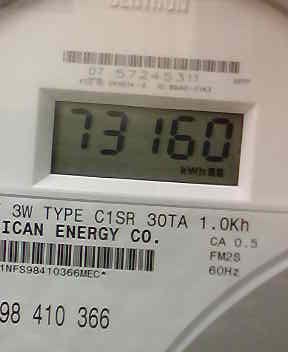 CENTRON
07 57245311
73160
kWh
3W TYPE C1SR 30TA 1.0Kh
ICAN ENERGY CO.
CA 0.5
FM2S
1NFS98410366MEC*
60Hz
98 410 366